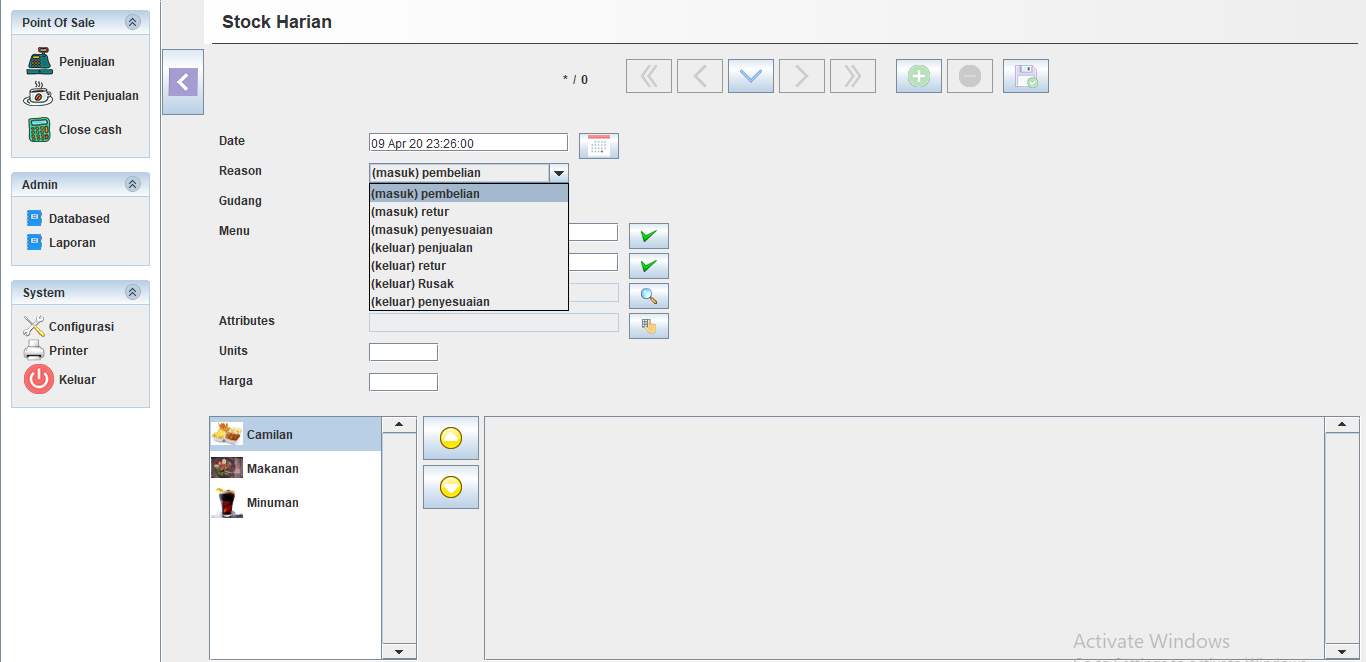 Point Of Sale
Penjualan
Edit Penjualan
Close cash
Admin
Databased
Laporan
System
Configurasi
Printer
Keluar
Stock Harian
* / 0
Date
09 Apr 20 23:26:00
Reason
(masuk) pembelian
(masuk) pembelian
(masuk) retur
(masuk) penyesuaian
(keluar) penjualan
(keluar) retur
(keluar) Rusak
(keluar) penyesuaian
Gudang
Menu
Attributes
Units
Harga
Camilan
Makanan
Minuman
Activate Windows